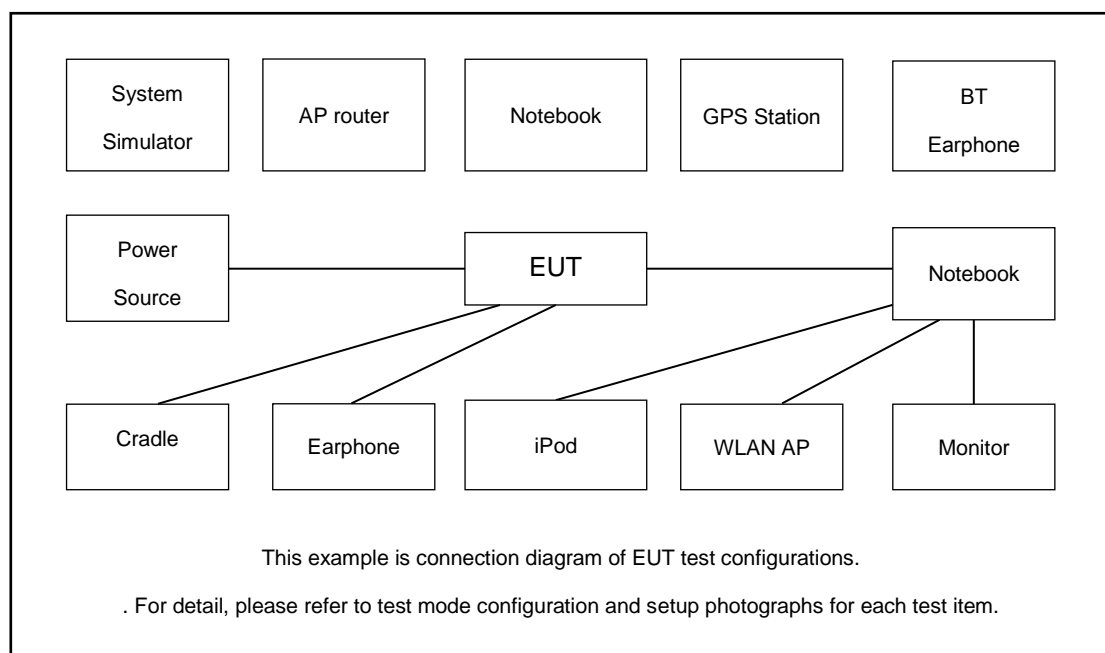 System
Simulator
AP router
Notebook
GPS Station
BT
Earphone
Power
Source
EUT
Notebook
Cradle
Earphone
iPod
WLAN AP
Monitor
This example is connection diagram of EUT test configurations.
. For detail, please refer to test mode configuration and setup photographs for each test item.